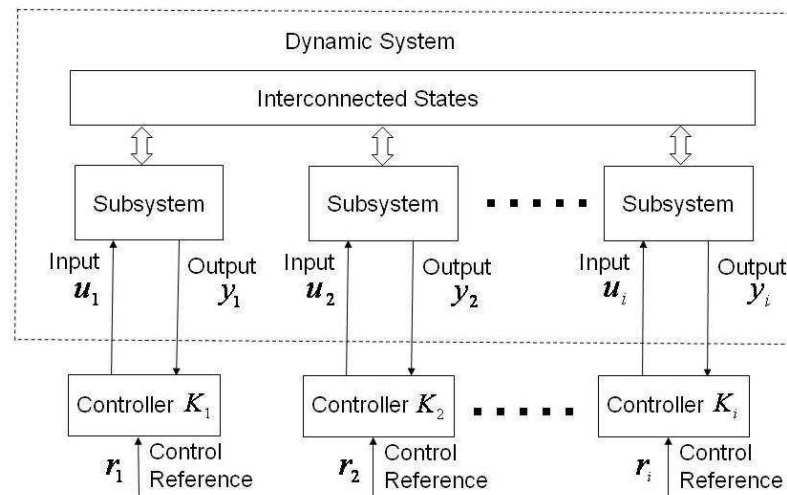 Dynamic System
Interconnected States
Subsystem Subsystem Subsystem
Input Output Input Output Input Output
u₁ y₁ u₂ y₂ uᵢ yᵢ
Controller K₁ Controller K₂ Controller Kᵢ
r₁ Control Reference r₂ Control Reference rᵢ Control Reference